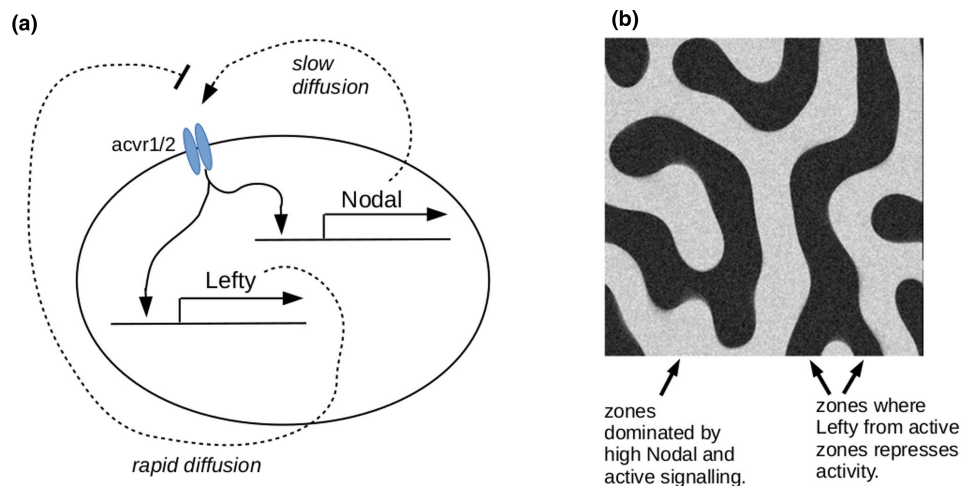 (a)
slow
diffusion
acvr1/2
Nodal
Lefty
rapid diffusion
(b)
zones
dominated by
high Nodal and
active signalling.
zones where
Lefty from active
zones represses
activity.